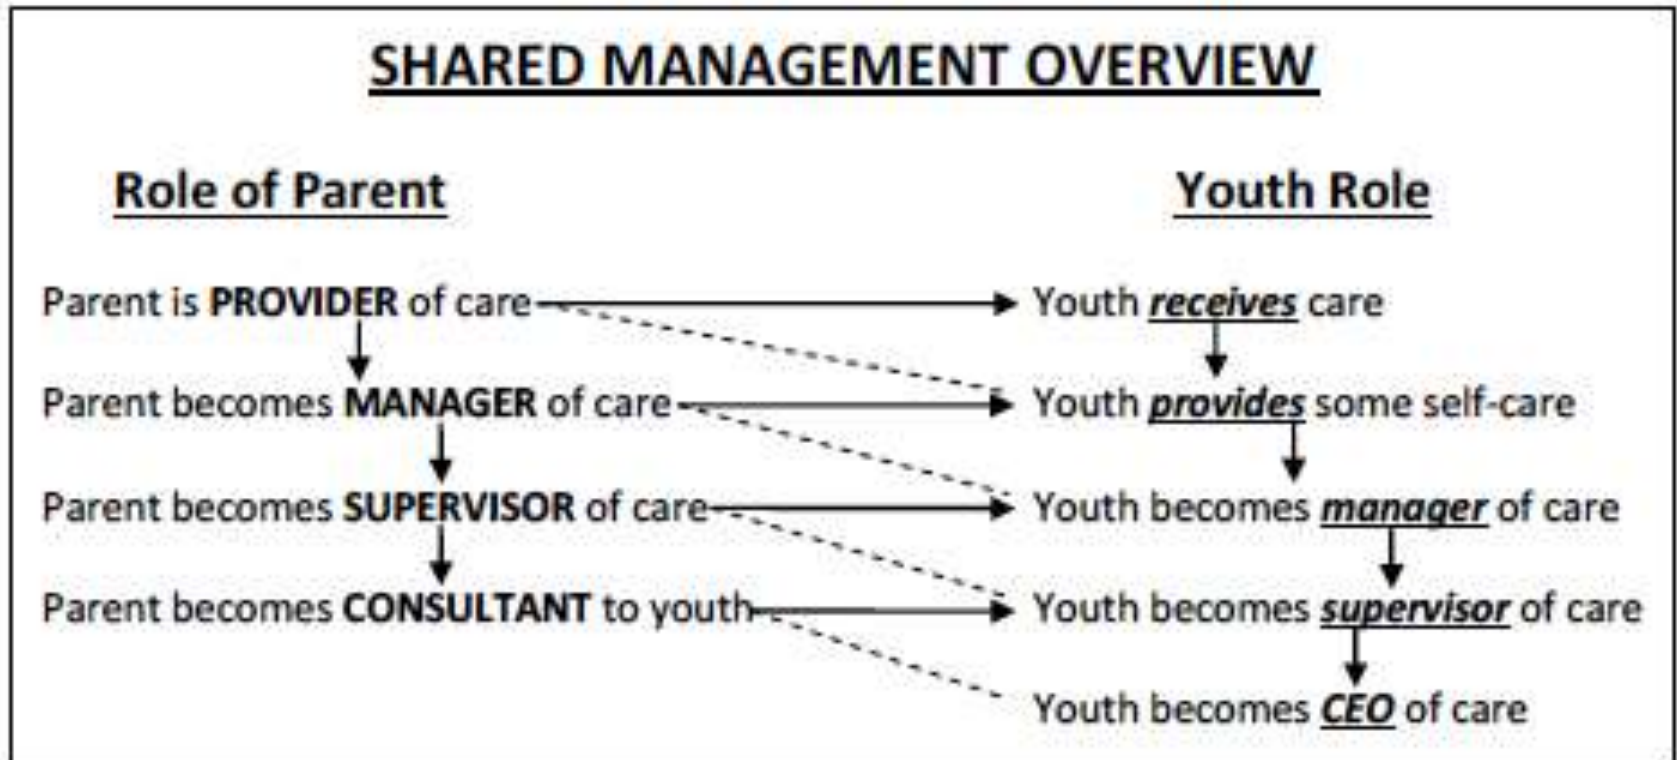 SHARED MANAGEMENT OVERVIEW
Role of Parent
Youth Role
Parent is PROVIDER of care
Youth receives care
Parent becomes MANAGER of care
Youth provides some self-care
Parent becomes SUPERVISOR of care
Youth becomes manager of care
Parent becomes CONSULTANT to youth
Youth becomes supervisor of care
Youth becomes CEO of care